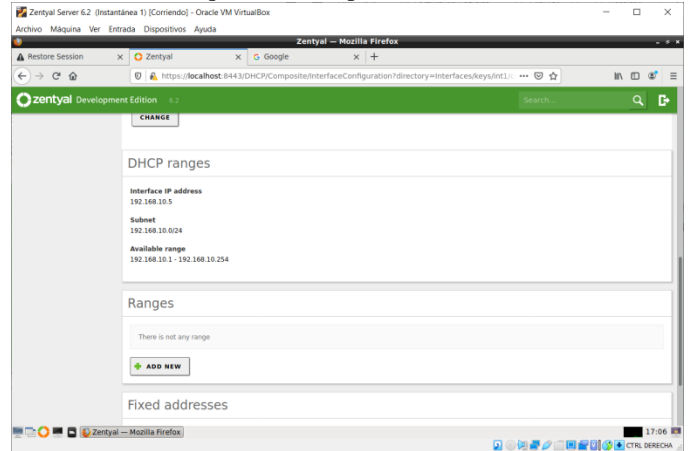 Zentyal Server 6.2 (Instantánea 1) [Corriendo] - Oracle VM VirtualBox
Archivo Máquina Ver Entrada Dispositivos Ayuda
Zentyal — Mozilla Firefox
Restore Session
Zentyal
G Google
https://localhost:8443/DHCP/Composite/InterfaceConfiguration?directory=Interfaces/keys/int1/c
zentyal Development Edition 6.2
Search...
CHANGE
DHCP ranges
Interface IP address
192.168.10.5
Subnet
192.168.10.0/24
Available range
192.168.10.1 - 192.168.10.254
Ranges
There is not any range
ADD NEW
Fixed addresses
Zentyal — Mozilla Firefox
17:06
CTRL DERECHA